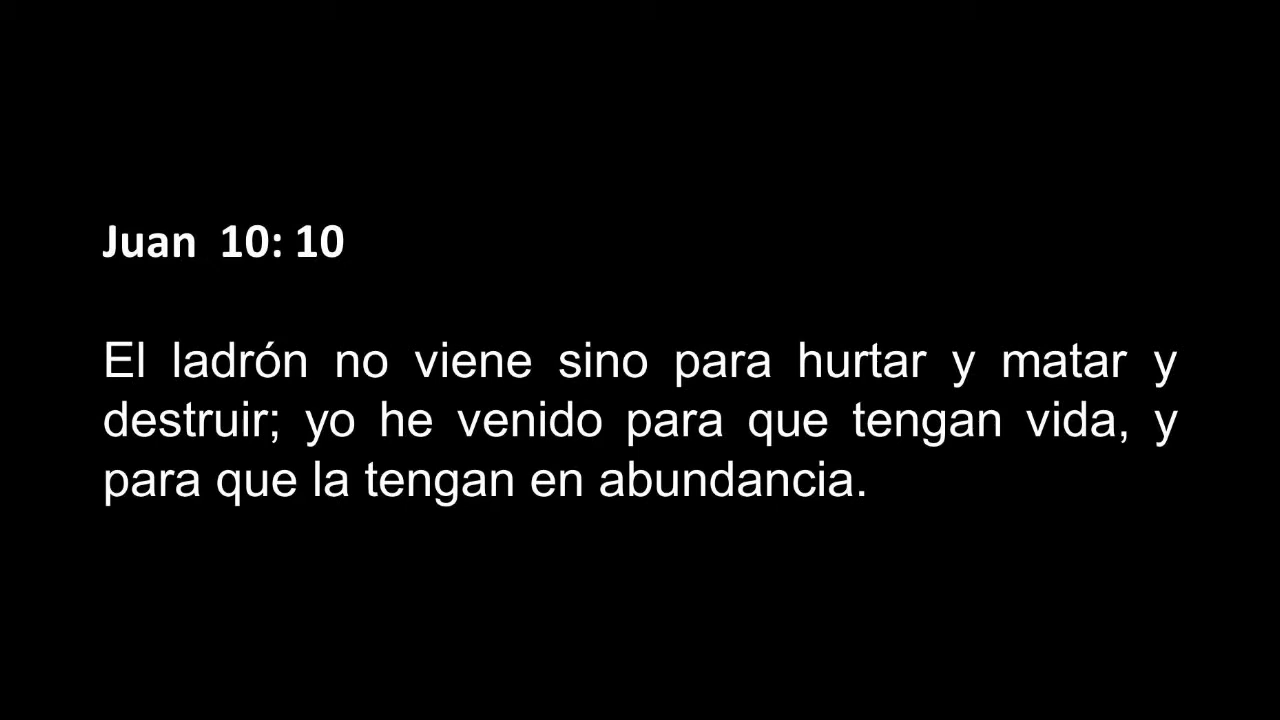 Juan  10: 10
El ladrón no viene sino para hurtar y matar y
destruir; yo he venido para que tengan vida, y
para que la tengan en abundancia.